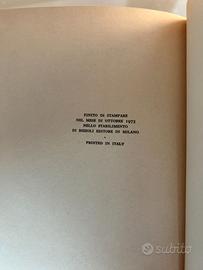 FINITO DI STAMPARE
NEL MESE DI OTTOBRE 1973
NELLO STABILIMENTO
DI RIZZOLI EDITORE IN MILANO
*
PRINTED IN ITALY
subito